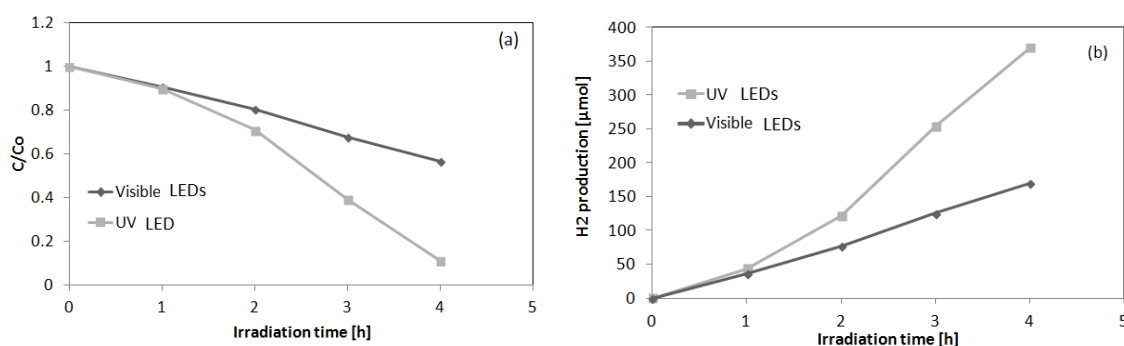 1.2
1
0.8
0.6
0.4
0.2
0
C/Co
(a)
Visible LEDs
UV LED
0 1 2 3 4 5
Irradiation time [h]
400
350
300
250
200
150
100
50
0
H2 production [µmol]
(b)
UV LEDs
Visible LEDs
0 1 2 3 4 5
Irradiation time [h]